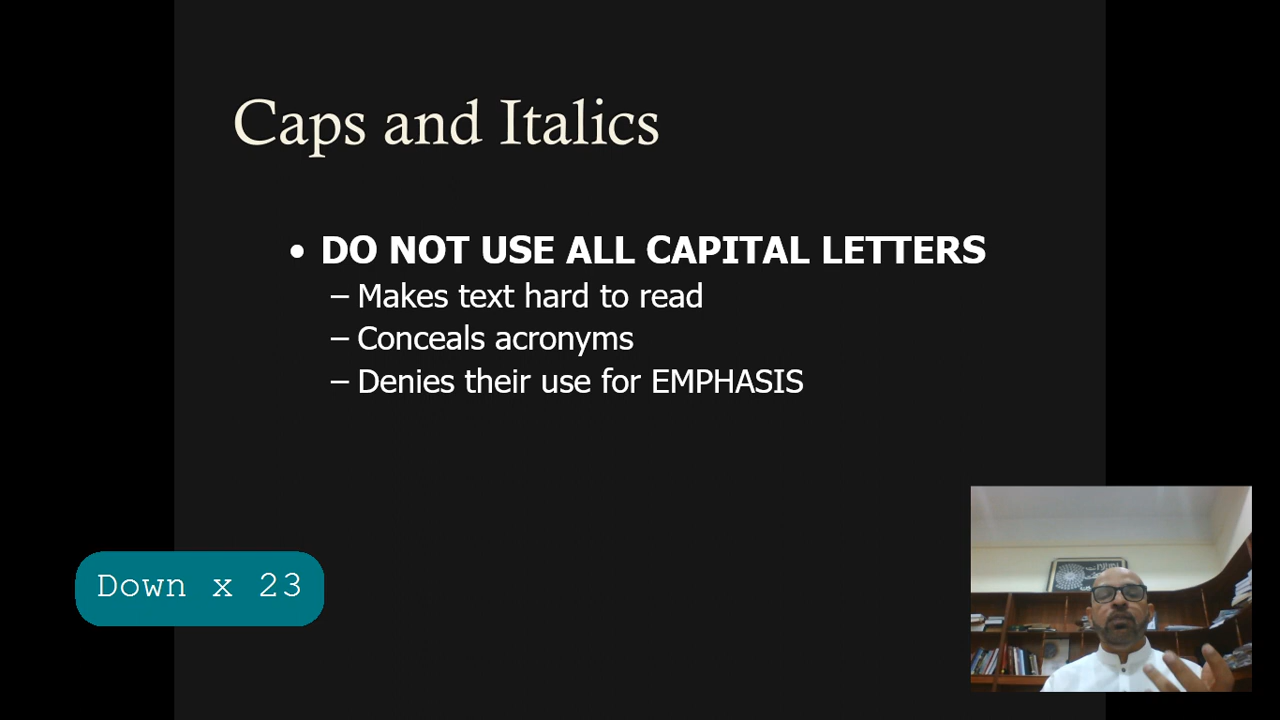 Caps and Italics
• DO NOT USE ALL CAPITAL LETTERS
– Makes text hard to read
– Conceals acronyms
– Denies their use for EMPHASIS
Down x 23